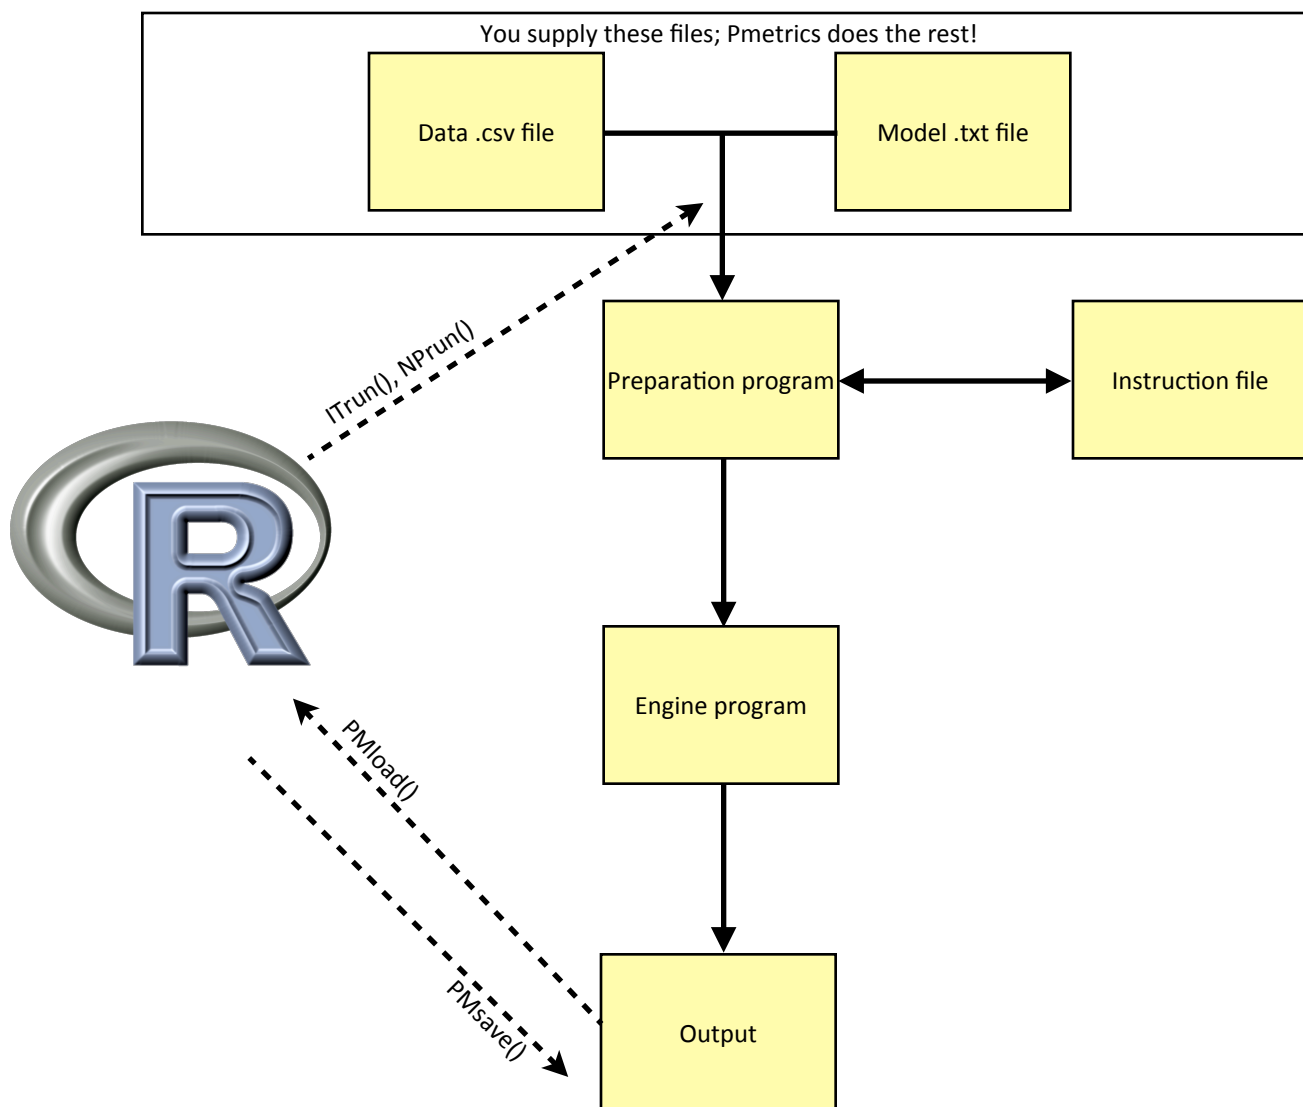 You supply these files; Pmetrics does the rest!
Data .csv file
Model .txt file
ITrun(), NPrun()
Preparation program
Instruction file
R
Engine program
PMload()
PMsave()
Output